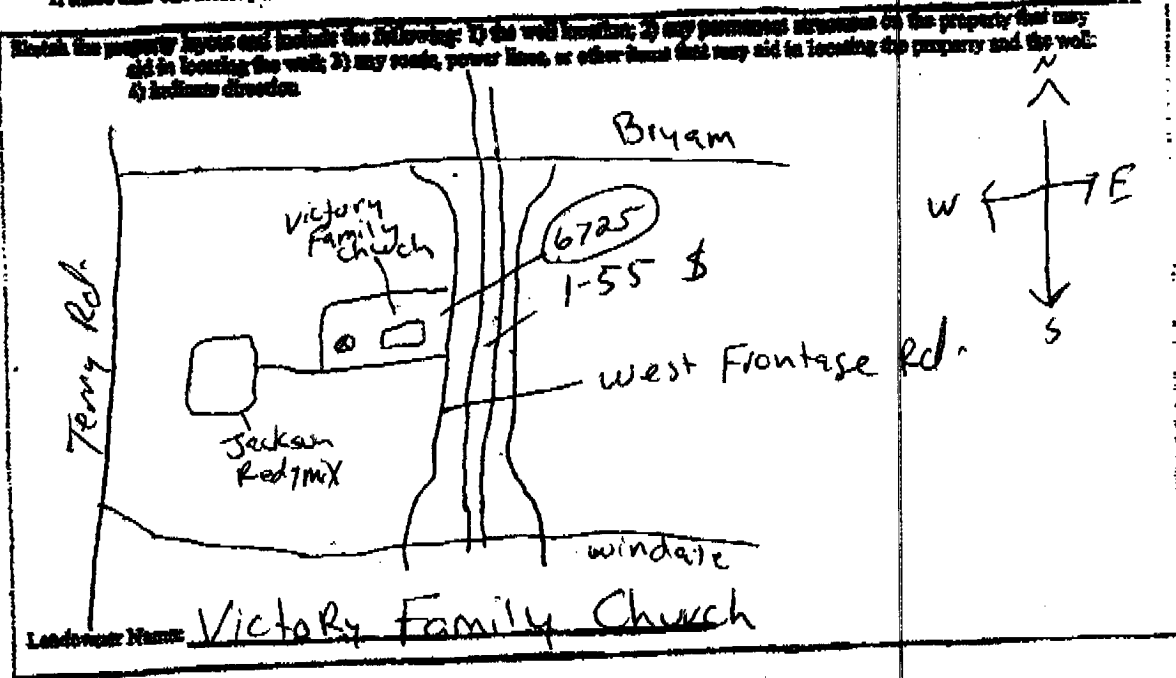 Sketch the property layout and include the following: 1) the well location; 2) any permanent structures on the property that may
aid in locating the well; 3) any roads, power lines, or other items that may aid in locating the property and the well:
4) indicate direction
N
Bryam
W
E
S
Victory
Family
Church
6725
I-55 $
Terry Rd.
West Frontage Rd.
Jackson
Redymix
windale
Landowner Name: Victory Family Church